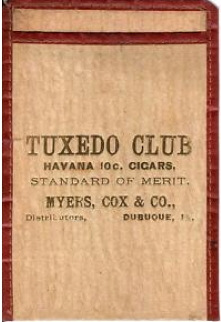 TUXEDO CLUB
HAVANA 10c. CIGARS.
STANDARD OF MERIT.
MYERS, COX & CO.,
Distributors, DUBUQUE, IA.